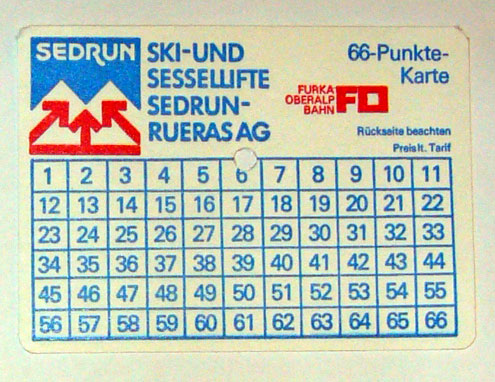 SEDRUN
SKI-UND
SESSELLIFTE
SEDRUN-
RUERAS AG
66-Punkte-
Karte
FURKA
OBERALP
BAHN
FO
Rückseite beachten
Preis lt. Tarif
1 2 3 4 5 6 7 8 9 10 11
12 13 14 15 16 17 18 19 20 21 22
23 24 25 26 27 28 29 30 31 32 33
34 35 36 37 38 39 40 41 42 43 44
45 46 47 48 49 50 51 52 53 54 55
56 57 58 59 60 61 62 63 64 65 66